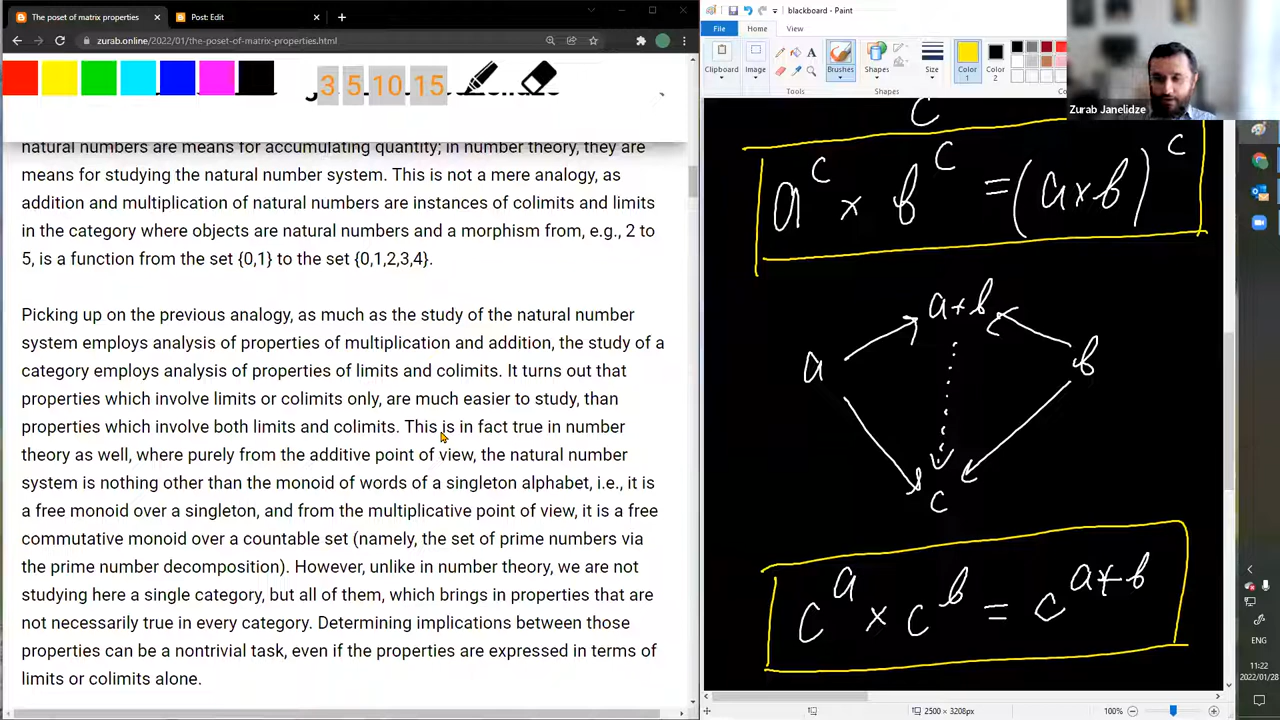 The poset of matrix properties
Post: Edit
zurab.online/2022/01/the-poset-of-matrix-properties.html
3 5 10 15
natural numbers are means for accumulating quantity; in number theory, they are
means for studying the natural number system. This is not a mere analogy, as
addition and multiplication of natural numbers are instances of colimits and limits
in the category where objects are natural numbers and a morphism from, e.g., 2 to
5, is a function from the set {0,1} to the set {0,1,2,3,4}.
Picking up on the previous analogy, as much as the study of the natural number
system employs analysis of properties of multiplication and addition, the study of a
category employs analysis of properties of limits and colimits. It turns out that
properties which involve limits or colimits only, are much easier to study, than
properties which involve both limits and colimits. This is in fact true in number
theory as well, where purely from the additive point of view, the natural number
system is nothing other than the monoid of words of a singleton alphabet, i.e., it is
a free monoid over a singleton, and from the multiplicative point of view, it is a free
commutative monoid over a countable set (namely, the set of prime numbers via
the prime number decomposition). However, unlike in number theory, we are not
studying here a single category, but all of them, which brings in properties that are
not necessarily true in every category. Determining implications between those
properties can be a nontrivial task, even if the properties are expressed in terms of
limits or colimits alone.
blackboard - Paint
File Home View
Clipboard Image Brushes Shapes Size Color 1 Color 2
Tools Shapes
Zurab Janelidze
c
a^c × b^c = (a×b)^c
a+b
a b
c
c^a × c^b = c^{a+b}
2500 × 3208px 100%
ENG
11:22
2022/01/28